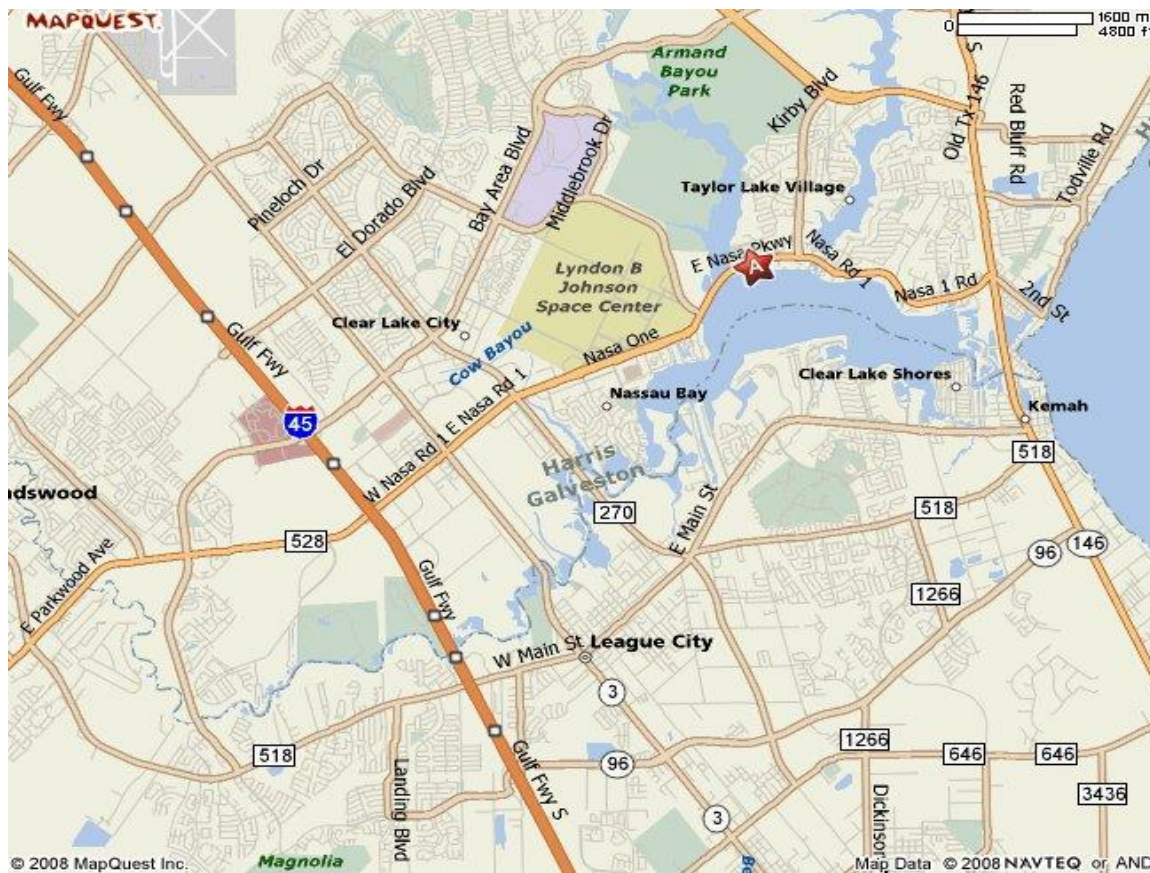 MAPQUEST.
0
1600 m
4800 ft
Gulf Fwy
Armand
Bayou
Park
Kirby Blvd
S
Old Tx-146
Red Bluff Rd
Todville Rd
Bay Area Blvd
Middlebrook Dr
Pineloch Dr
El Dorado Blvd
Taylor Lake Village
E Nasa Pkwy
A
Nasa Rd 1
Nasa 1 Rd
2nd St
Lyndon B
Johnson
Space Center
Clear Lake City
Cow Bayou
Nasa One
Gulf Fwy
Nassau Bay
Clear Lake Shores
Kemah
45
W Nasa Rd 1
E Nasa Rd 1
Harris
Galveston
518
dswood
270
518
E Main St
528
96
146
E Parkwood Ave
Gulf Fwy
1266
W Main St
League City
3
518
1266
646
646
96
Gulf Fwy S
Landing Blvd
3436
3
Dickinson
Magnolia
© 2008 MapQuest Inc.
Map Data © 2008 NAVTEQ or AND